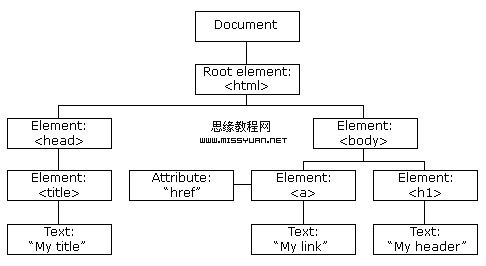 Document
Root element:
<html>
思缘教程网
www.missyuan.net
Element:
<head>
Element:
<body>
Element:
<title>
Attribute:
“href”
Element:
<a>
Element:
<h1>
Text:
“My title”
Text:
“My link”
Text:
“My header”